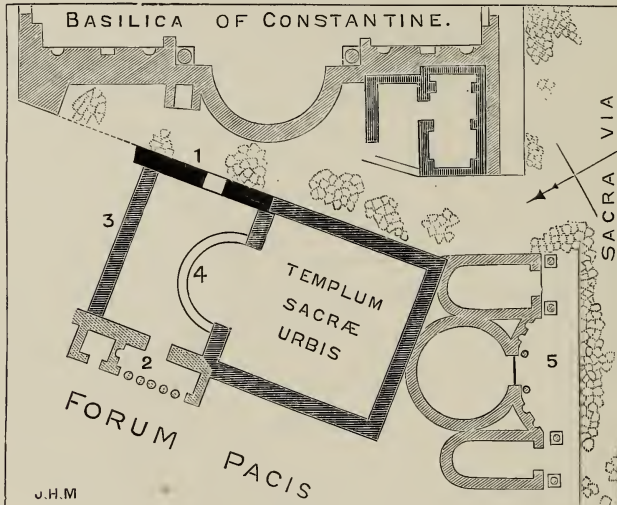 BASILICA OF CONSTANTINE.
1
SACRA VIA
3
4
TEMPLUM
SACRÆ
URBIS
5
2
FORUM PACIS
J.H.M